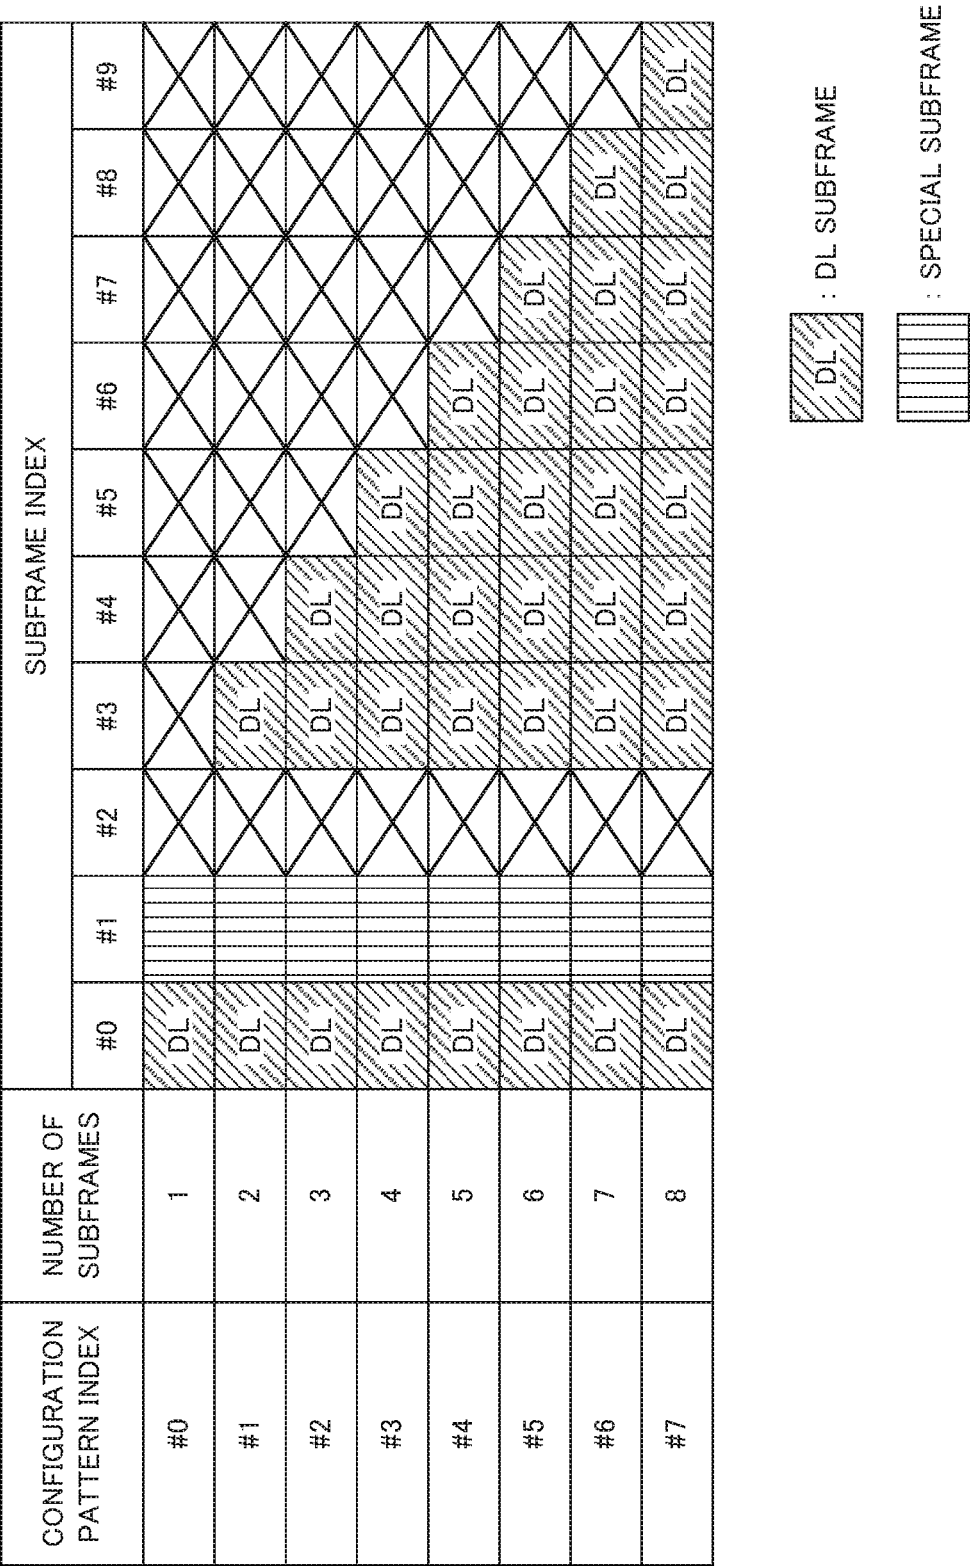 SUBFRAME INDEX
CONFIGURATION PATTERN INDEX NUMBER OF SUBFRAMES #0 #1 #2 #3 #4 #5 #6 #7 #8 #9
#0 1 DL
#1 2 DL DL
#2 3 DL DL DL
#3 4 DL DL DL DL
#4 5 DL DL DL DL DL
#5 6 DL DL DL DL DL DL
#6 7 DL DL DL DL DL DL DL
#7 8 DL DL DL DL DL DL DL DL
DL : DL SUBFRAME
: SPECIAL SUBFRAME